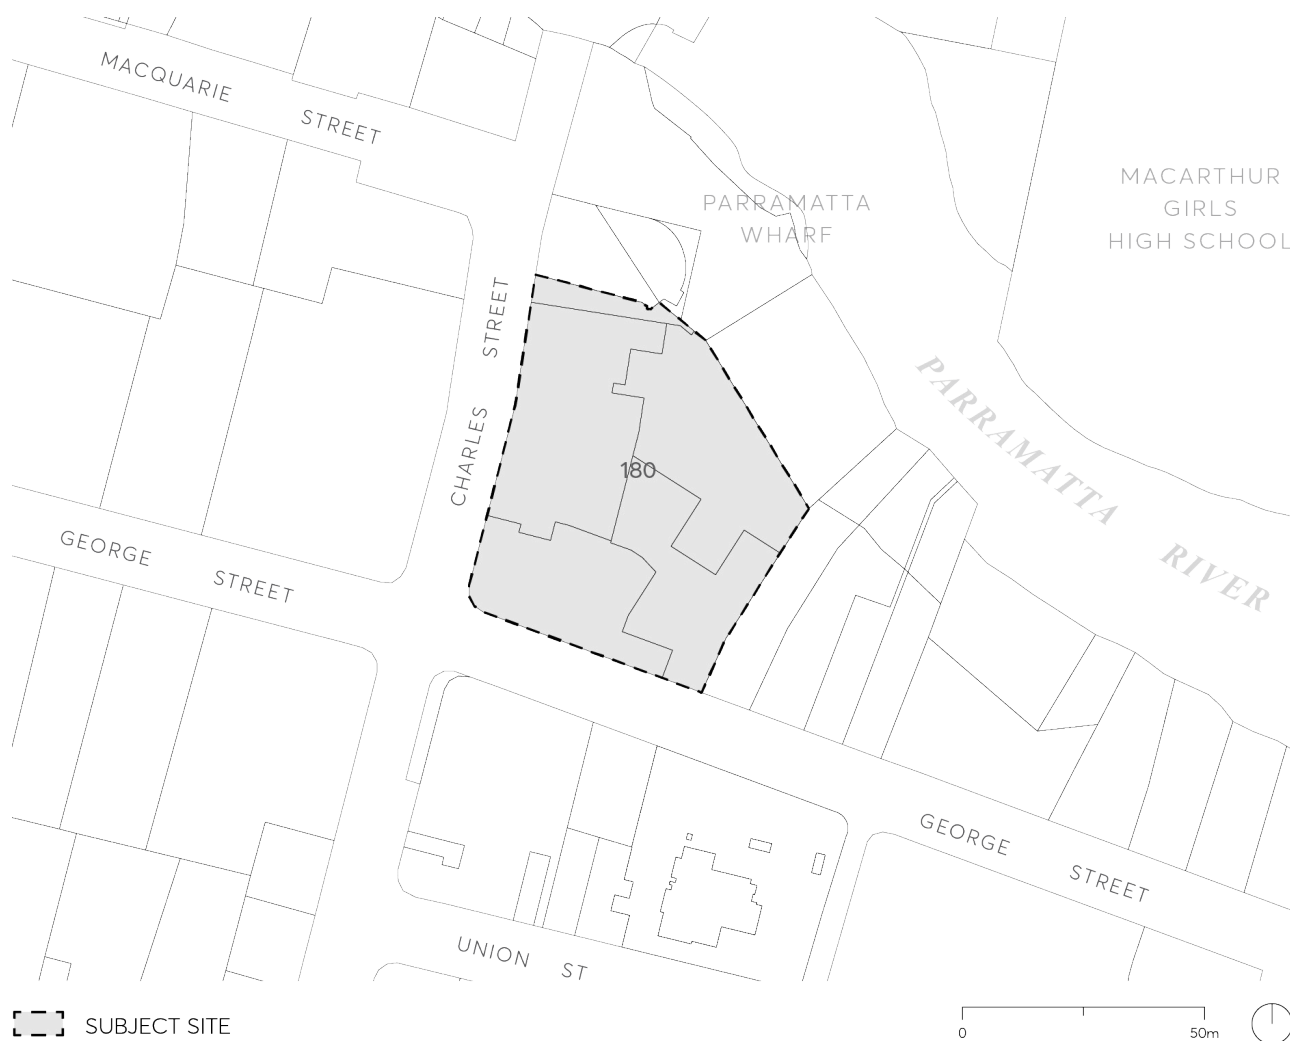 MACQUARIE STREET
MACARTHUR
GIRLS
HIGH SCHOOL
PARRAMATTA
WHARF
CHARLES STREET
PARRAMATTA RIVER
180
GEORGE STREET
GEORGE STREET
UNION ST
SUBJECT SITE
0 50m